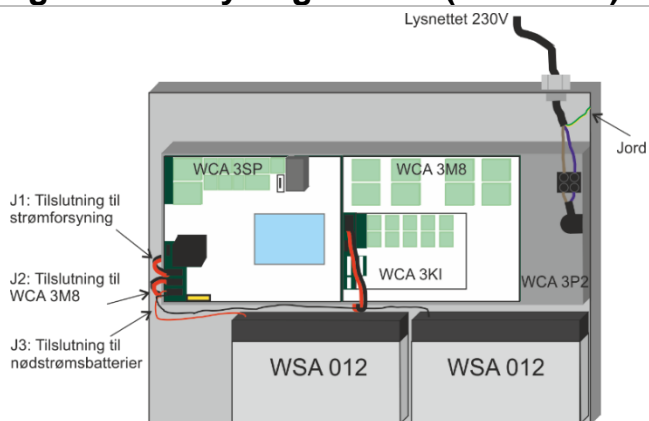 Lysnettet 230V
WCA 3SP
WCA 3M8
Jord
J1: Tilslutning til
strømforsyning
WCA 3KI
WCA 3P2
J2: Tilslutning til
WCA 3M8
J3: Tilslutning til
nødstrømsbatterier
WSA 012
WSA 012